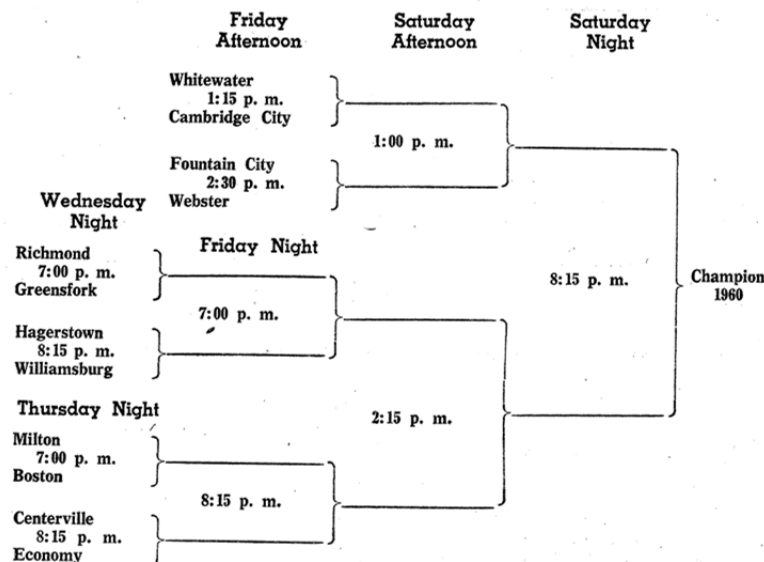 Friday
Afternoon
Saturday
Afternoon
Saturday
Night
Whitewater
1:15 p. m.
Cambridge City
1:00 p. m.
Fountain City
2:30 p. m.
Webster
Wednesday
Night
Richmond
7:00 p. m.
Greensfork
Friday Night
7:00 p. m.
8:15 p. m.
Champion
1960
Hagerstown
8:15 p. m.
Williamsburg
Thursday Night
2:15 p. m.
Milton
7:00 p. m.
Boston
8:15 p. m.
Centerville
8:15 p. m.
Economy